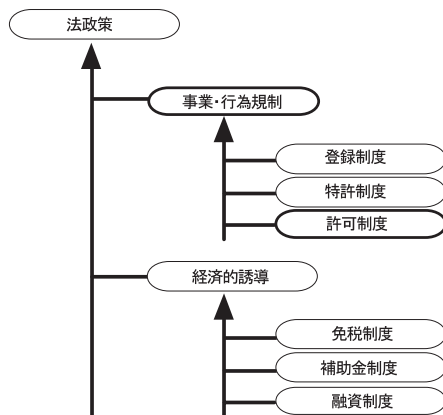 法政策
事業・行為規制
登録制度
特許制度
許可制度
経済的誘導
免税制度
補助金制度
融資制度